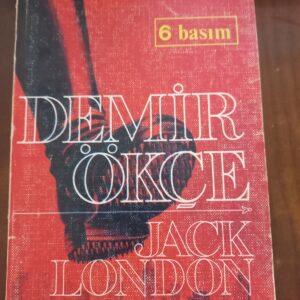 6 basım
DEMİR
ÖKÇE
JACK
LONDON